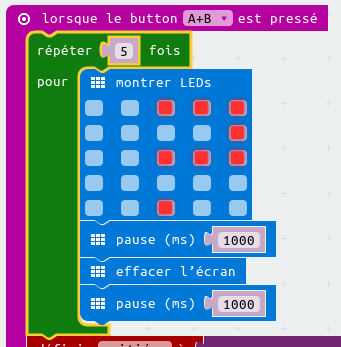 lorsque le button A+B est pressé
répéter 5 fois
pour montrer LEDs
pause (ms) 1000
effacer l'écran
pause (ms) 1000